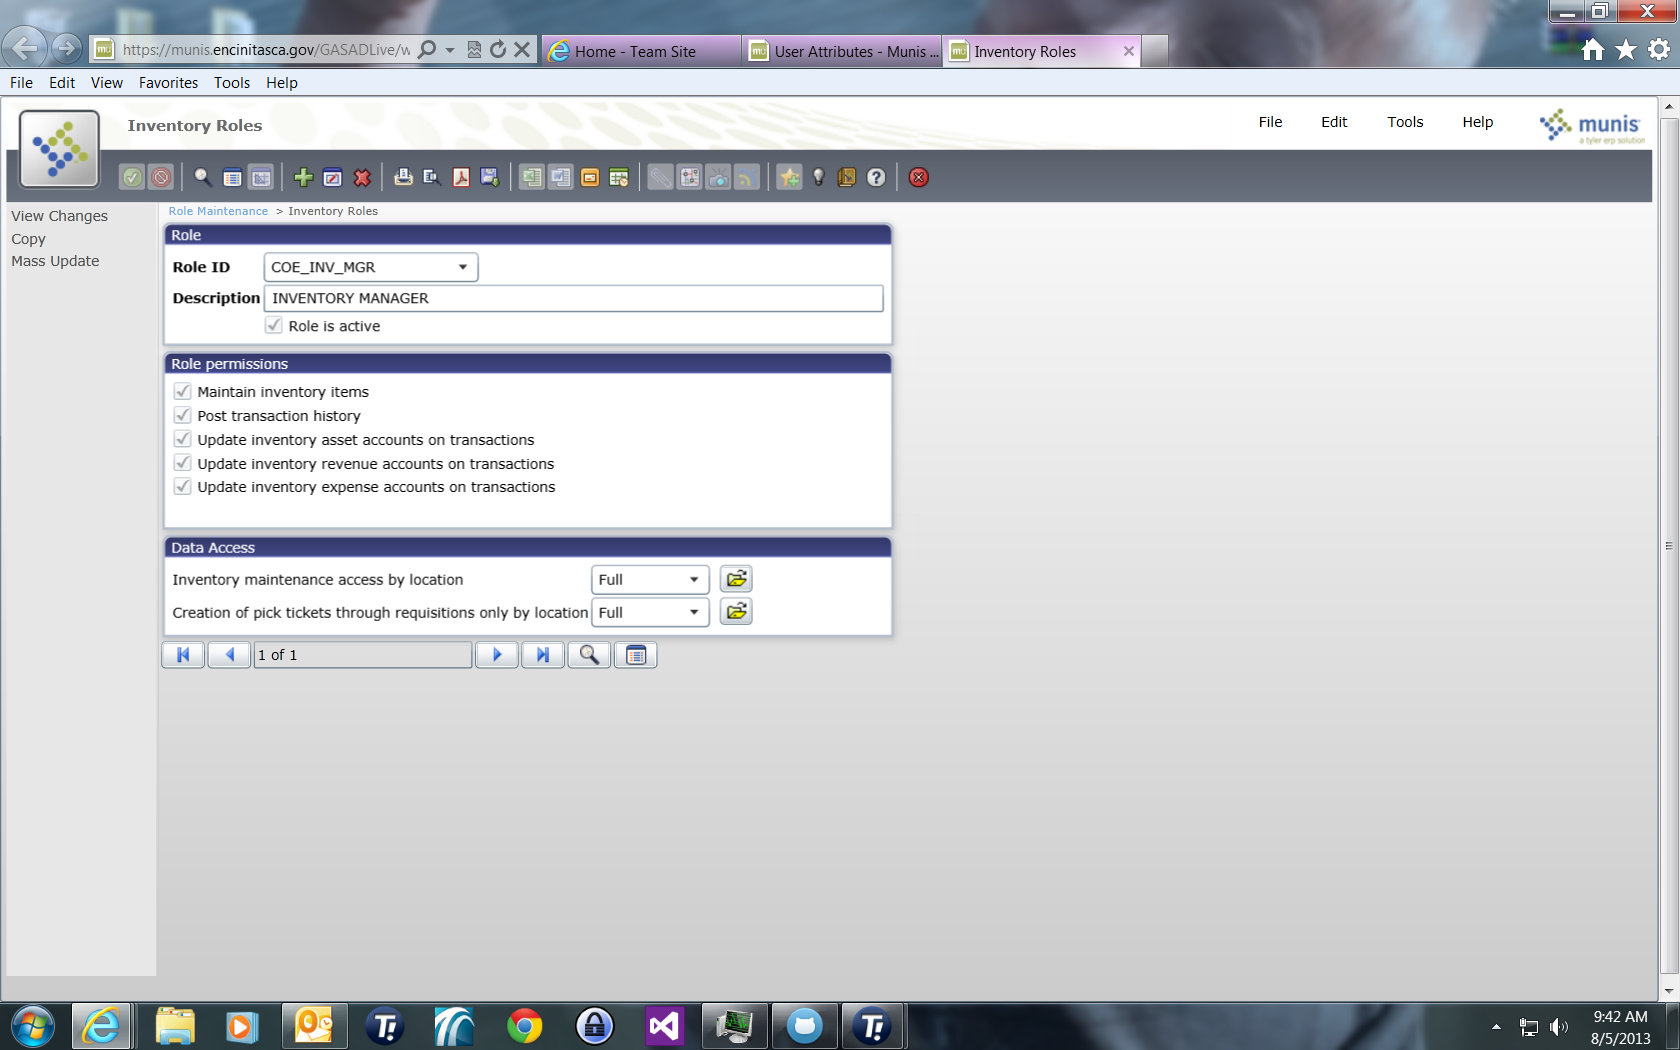 https://munis.encinitasca.gov/GASADLive/w
Home - Team Site
User Attributes - Munis ...
Inventory Roles
File Edit View Favorites Tools Help
Inventory Roles
File Edit Tools Help
munis
a tyler erp solution
View Changes
Copy
Mass Update
Role Maintenance > Inventory Roles
Role
Role ID COE_INV_MGR
Description INVENTORY MANAGER
Role is active
Role permissions
Maintain inventory items
Post transaction history
Update inventory asset accounts on transactions
Update inventory revenue accounts on transactions
Update inventory expense accounts on transactions
Data Access
Inventory maintenance access by location Full
Creation of pick tickets through requisitions only by location Full
1 of 1
9:42 AM
8/5/2013